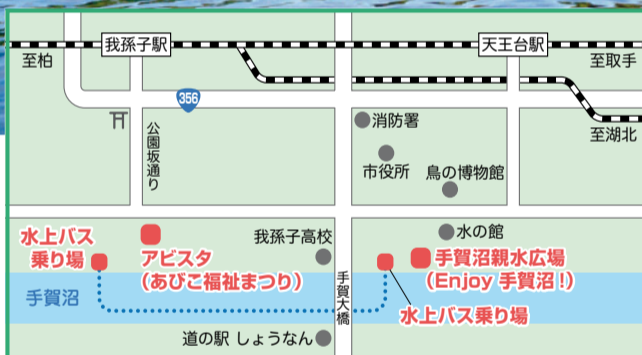 我孫子駅
天王台駅
至柏
至取手
356
公園坂通り
消防署
至湖北
市役所
鳥の博物館
水上バス
乗り場
アビスタ
(あびこ福祉まつり)
我孫子高校
水の館
手賀沼親水広場
(Enjoy 手賀沼!)
手賀沼
手賀大橋
水上バス乗り場
道の駅 しょうなん